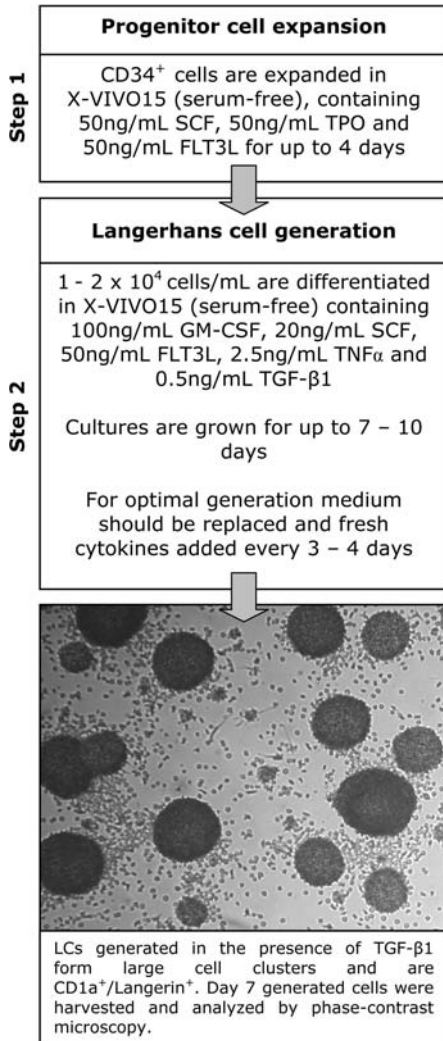 Progenitor cell expansion
Step 1
CD34⁺ cells are expanded in
X-VIVO15 (serum-free), containing
50ng/mL SCF, 50ng/mL TPO and
50ng/mL FLT3L for up to 4 days
Langerhans cell generation
Step 2
1 - 2 x 10⁴ cells/mL are differentiated
in X-VIVO15 (serum-free) containing
100ng/mL GM-CSF, 20ng/mL SCF,
50ng/mL FLT3L, 2.5ng/mL TNFα and
0.5ng/mL TGF-β1
Cultures are grown for up to 7 – 10
days
For optimal generation medium
should be replaced and fresh
cytokines added every 3 – 4 days
LCs generated in the presence of TGF-β1
form large cell clusters and are
CD1a⁺/Langerin⁺. Day 7 generated cells were
harvested and analyzed by phase-contrast
microscopy.